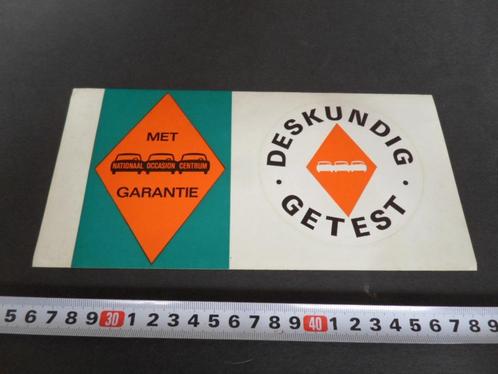 MET
NATIONAAL OCCASION CENTRUM
GARANTIE
DESKUNDIG
GETEST
5 6 7 8 9 30 1 2 3 4 5 6 7 8 9 40 1 2 3 4 5 6 7 8 9